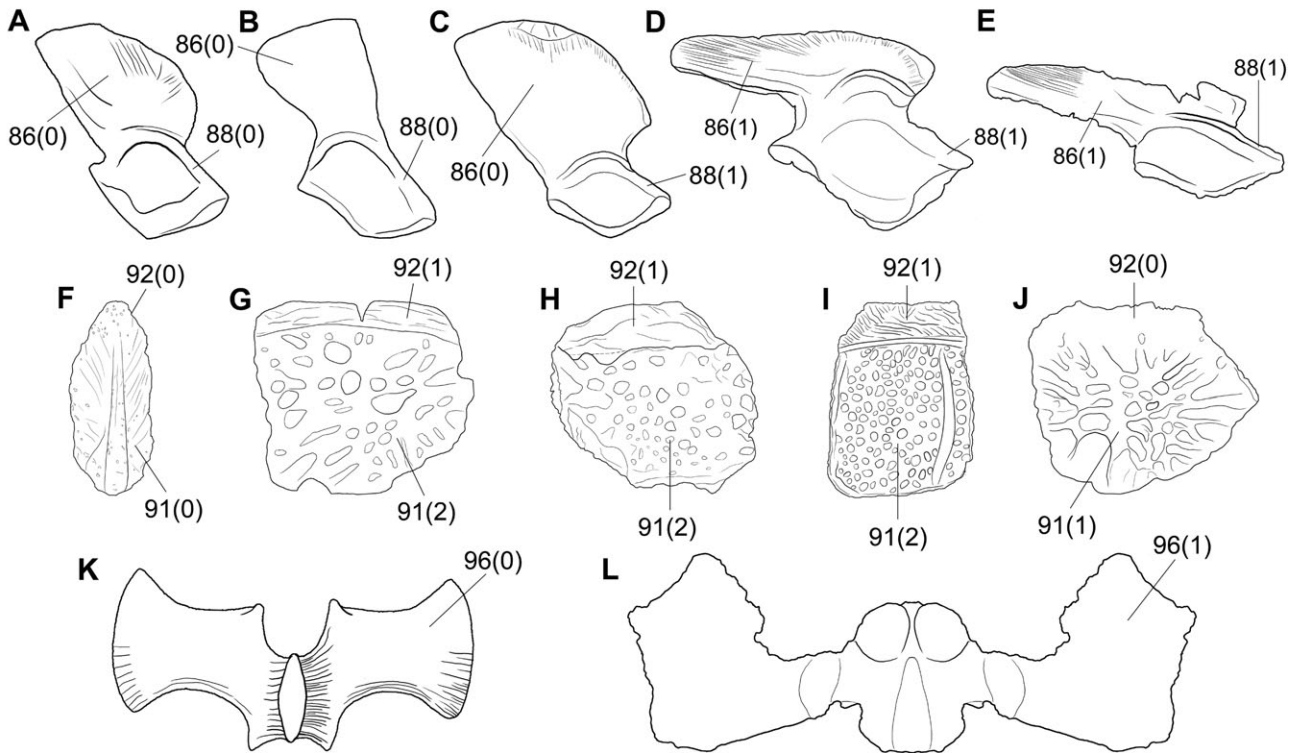 A
B
C
D
E
86(0)
86(0)
88(0)
88(0)
86(0)
88(1)
86(1)
88(1)
86(1)
88(1)
F
92(0)
91(0)
G
92(1)
91(2)
H
92(1)
91(2)
I
92(1)
91(2)
J
92(0)
91(1)
K
96(0)
L
96(1)